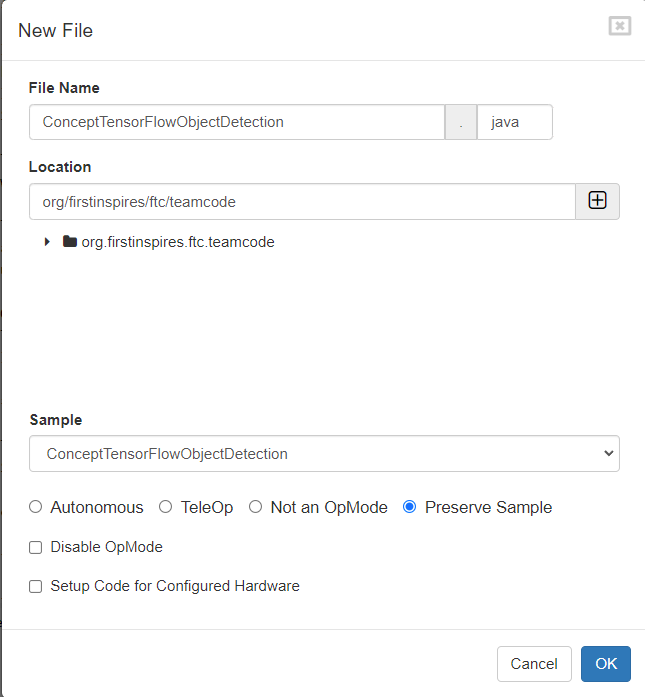 New File
File Name
ConceptTensorFlowObjectDetection . java
Location
org/firstinspires/ftc/teamcode
org.firstinspires.ftc.teamcode
Sample
ConceptTensorFlowObjectDetection
Autonomous TeleOp Not an OpMode Preserve Sample
Disable OpMode
Setup Code for Configured Hardware
Cancel OK